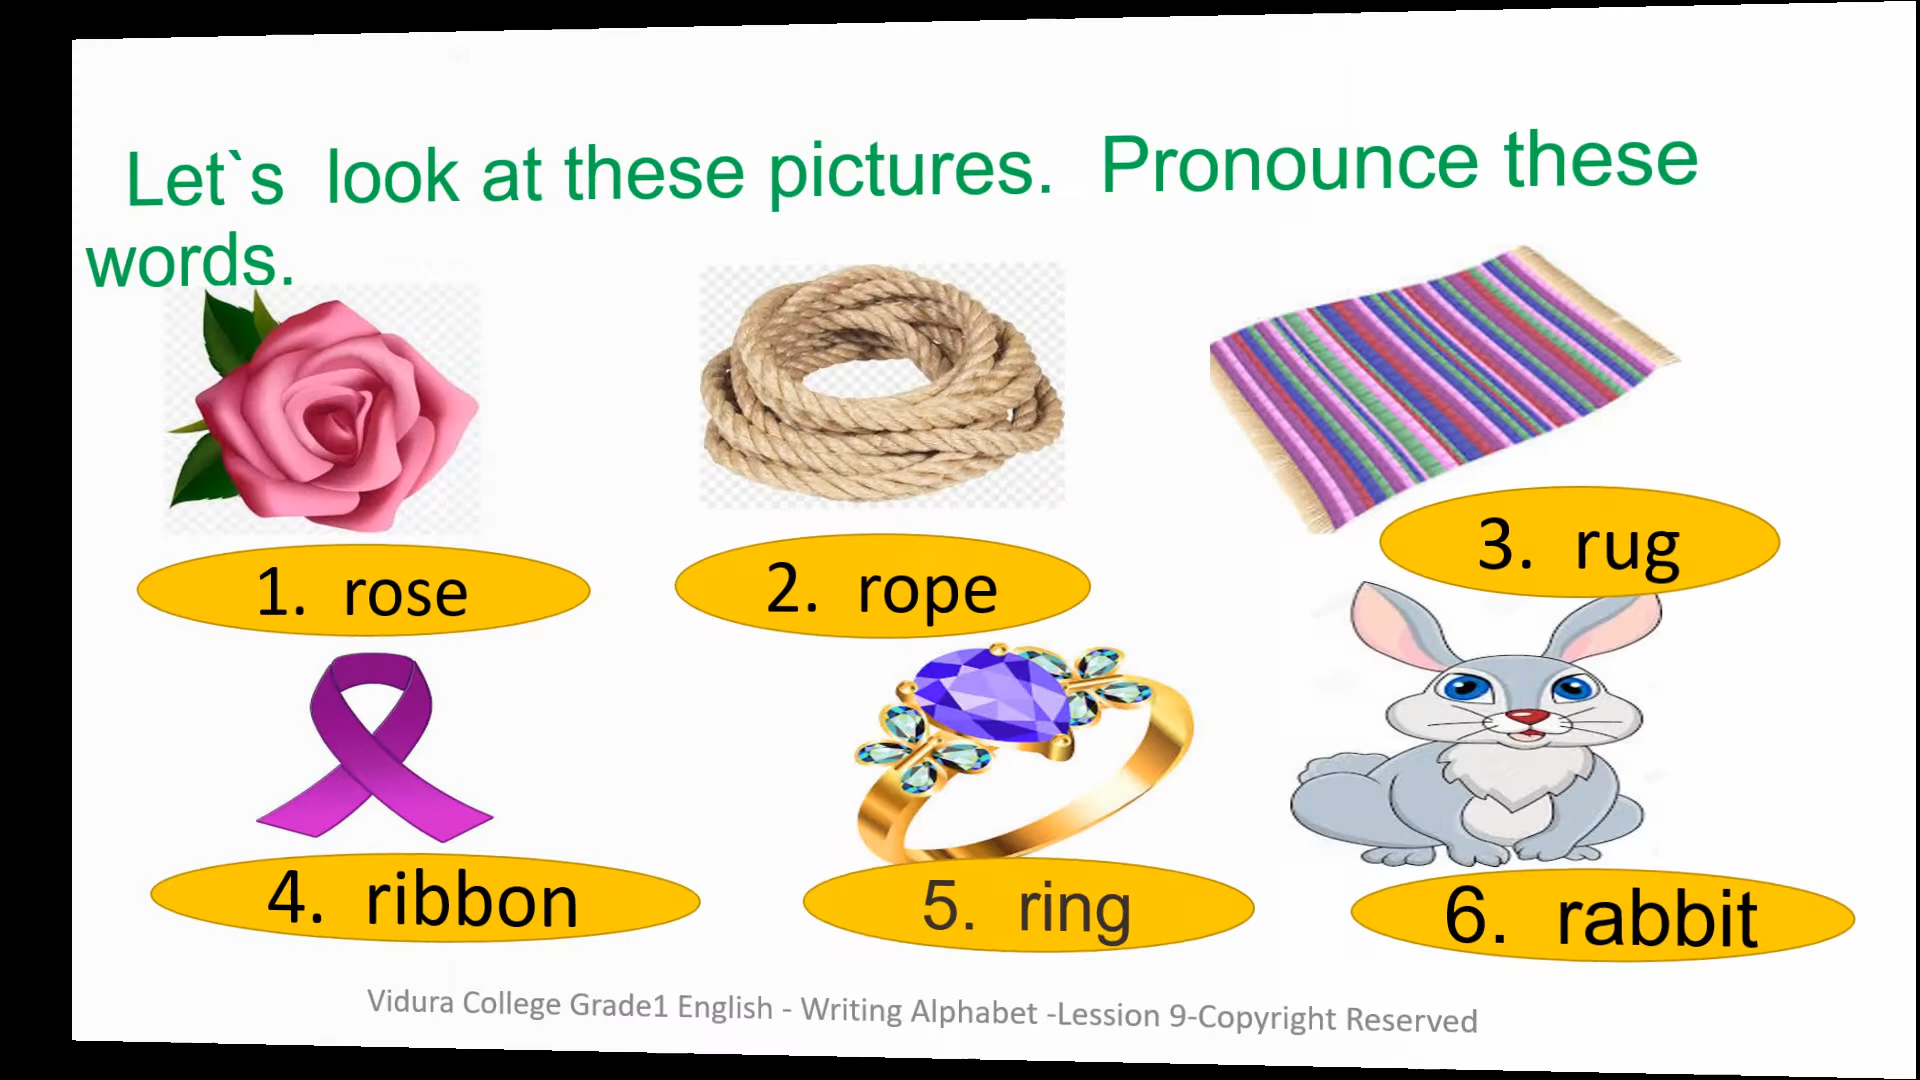 Let`s look at these pictures. Pronounce these
words.
1. rose
2. rope
3. rug
4. ribbon
5. ring
6. rabbit
Vidura College Grade1 English - Writing Alphabet -Lession 9-Copyright Reserved